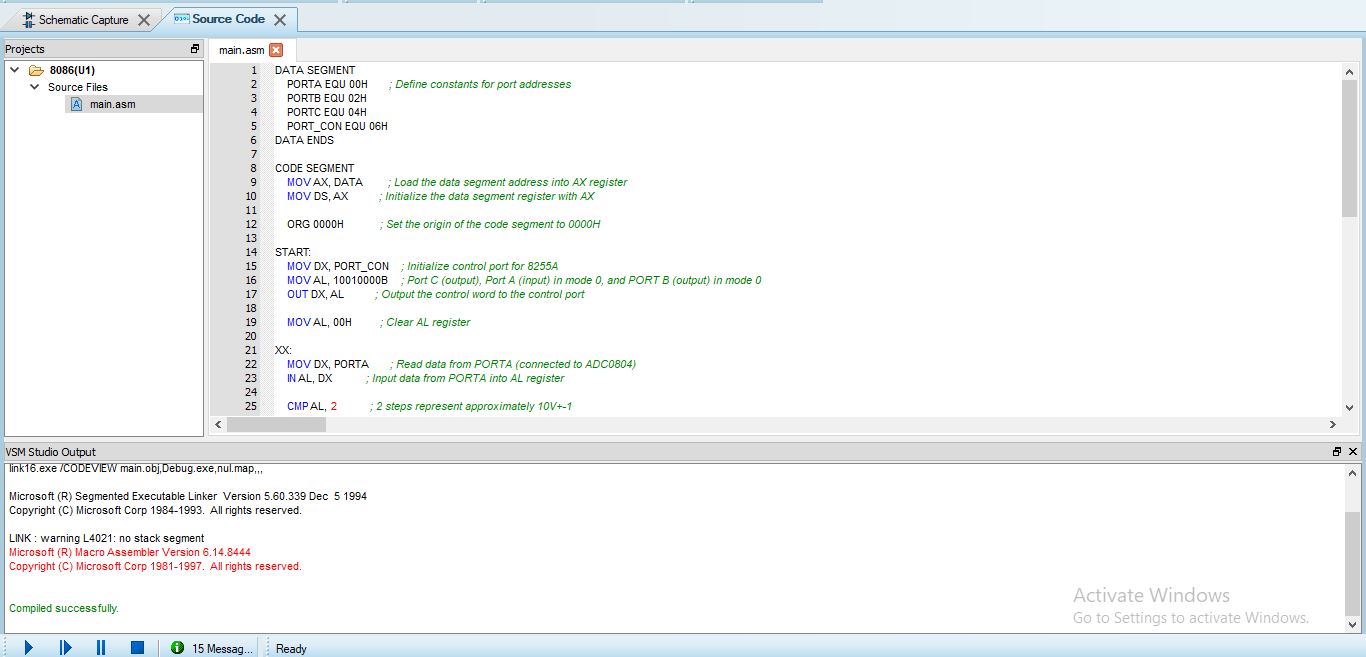 Schematic Capture Source Code
Projects
8086(U1)
Source Files
main.asm
main.asm
1 DATA SEGMENT
2 PORTA EQU 00H ; Define constants for port addresses
3 PORTB EQU 02H
4 PORTC EQU 04H
5 PORT_CON EQU 06H
6 DATA ENDS
7
8 CODE SEGMENT
9 MOV AX, DATA ; Load the data segment address into AX register
10 MOV DS, AX ; Initialize the data segment register with AX
11
12 ORG 0000H ; Set the origin of the code segment to 0000H
13
14 START:
15 MOV DX, PORT_CON ; Initialize control port for 8255A
16 MOV AL, 10010000B ; Port C (output), Port A (input) in mode 0, and PORT B (output) in mode 0
17 OUT DX, AL ; Output the control word to the control port
18
19 MOV AL, 00H ; Clear AL register
20
21 XX:
22 MOV DX, PORTA ; Read data from PORTA (connected to ADC0804)
23 IN AL, DX ; Input data from PORTA into AL register
24
25 CMP AL, 2 ; 2 steps represent approximately 10V+-1
VSM Studio Output
link16.exe /CODEVIEW main.obj,Debug.exe,nul.map,,,
Microsoft (R) Segmented Executable Linker Version 5.60.339 Dec 5 1994
Copyright (C) Microsoft Corp 1984-1993. All rights reserved.
LINK : warning L4021: no stack segment
Microsoft (R) Macro Assembler Version 6.14.8444
Copyright (C) Microsoft Corp 1981-1997. All rights reserved.
Compiled successfully.
Activate Windows
Go to Settings to activate Windows.
15 Messag... Ready